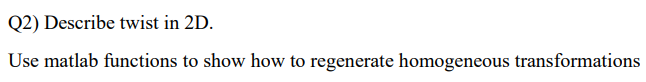 Q2) Describe twist in 2D.
Use matlab functions to show how to regenerate homogeneous transformations